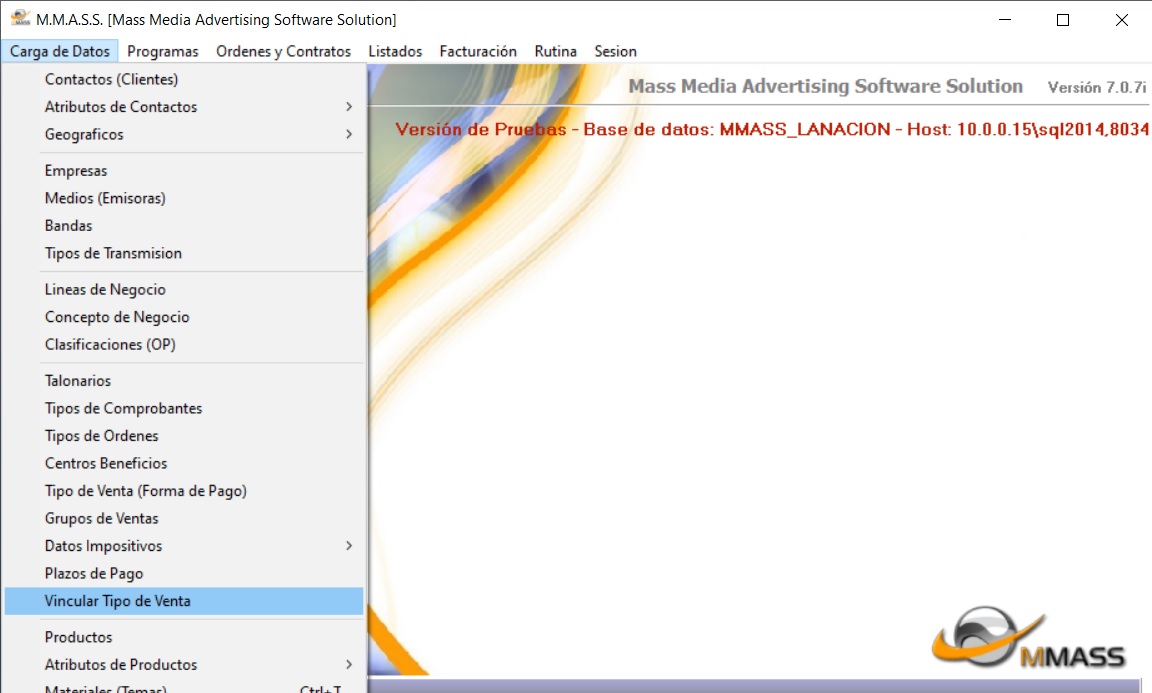 M.M.A.S.S. [Mass Media Advertising Software Solution]
Carga de Datos Programas Ordenes y Contratos Listados Facturación Rutina Sesion
Contactos (Clientes)
Atributos de Contactos
Geograficos
Empresas
Medios (Emisoras)
Bandas
Tipos de Transmision
Lineas de Negocio
Concepto de Negocio
Clasificaciones (OP)
Talonarios
Tipos de Comprobantes
Tipos de Ordenes
Centros Beneficios
Tipo de Venta (Forma de Pago)
Grupos de Ventas
Datos Impositivos
Plazos de Pago
Vincular Tipo de Venta
Productos
Atributos de Productos
Materiales (Temas) Ctrl+T
Mass Media Advertising Software Solution Versión 7.0.7i
Versión de Pruebas - Base de datos: MMASS_LANACION - Host: 10.0.0.15\sql2014,8034
MMASS